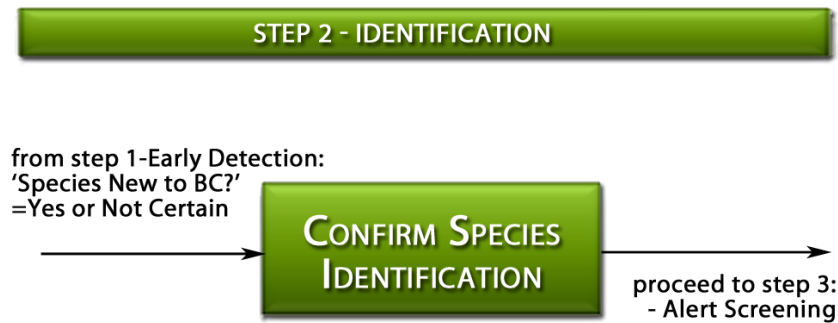 STEP 2 - IDENTIFICATION
from step 1-Early Detection:
‘Species New to BC?’
=Yes or Not Certain
CONFIRM SPECIES
IDENTIFICATION
proceed to step 3:
- Alert Screening